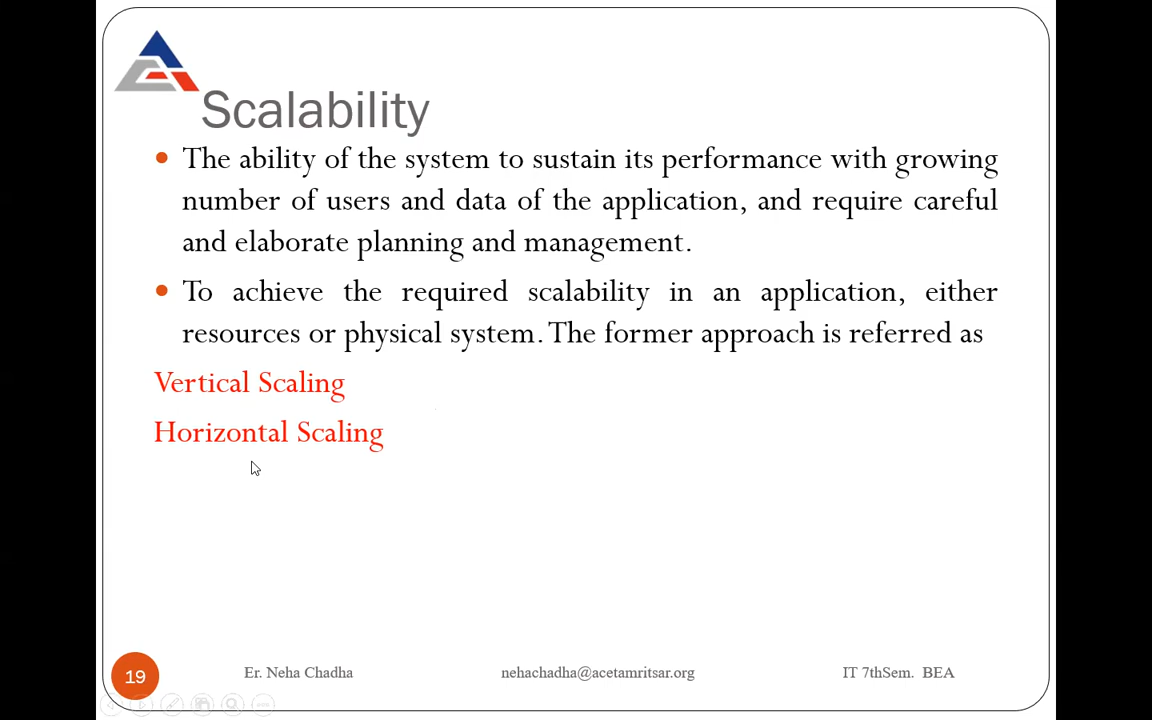 Scalability
The ability of the system to sustain its performance with growing
number of users and data of the application, and require careful
and elaborate planning and management.
To achieve the required scalability in an application, either
resources or physical system. The former approach is referred as
Vertical Scaling
Horizontal Scaling
19 Er. Neha Chadha nehachadha@acetamritsar.org IT 7thSem. BEA